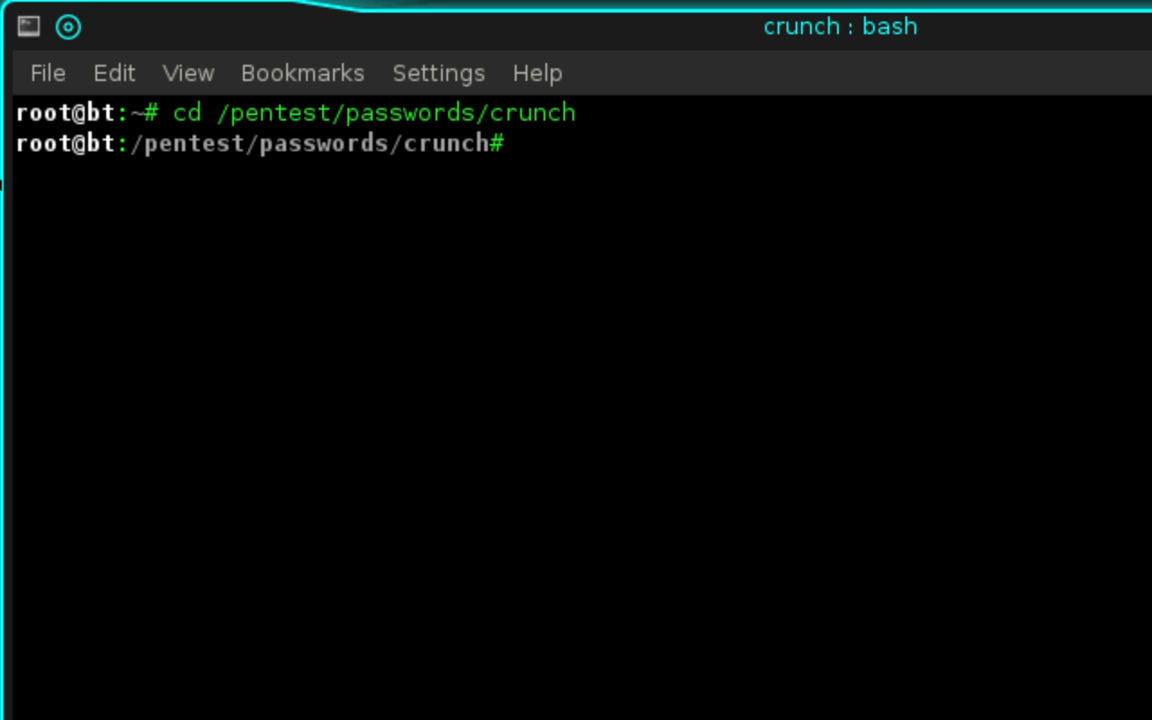 crunch : bash
File Edit View Bookmarks Settings Help
root@bt:~# cd /pentest/passwords/crunch
root@bt:/pentest/passwords/crunch#